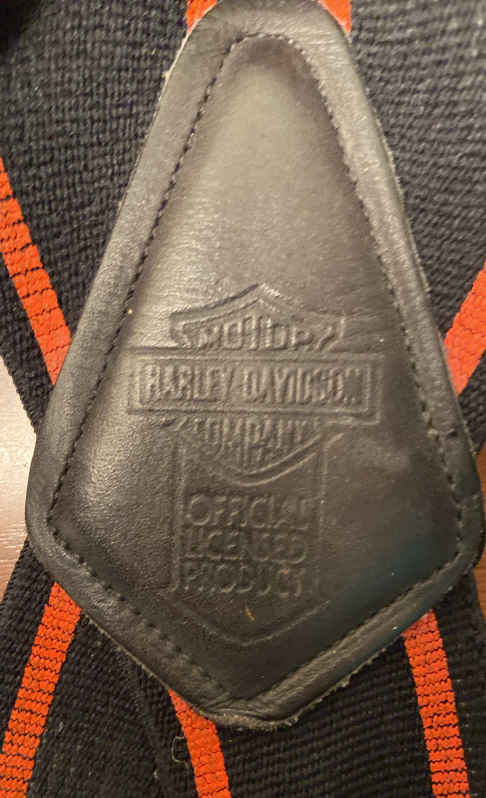 MOTOR
HARLEY-DAVIDSON
COMPANY
OFFICIAL
LICENSED
PRODUCT